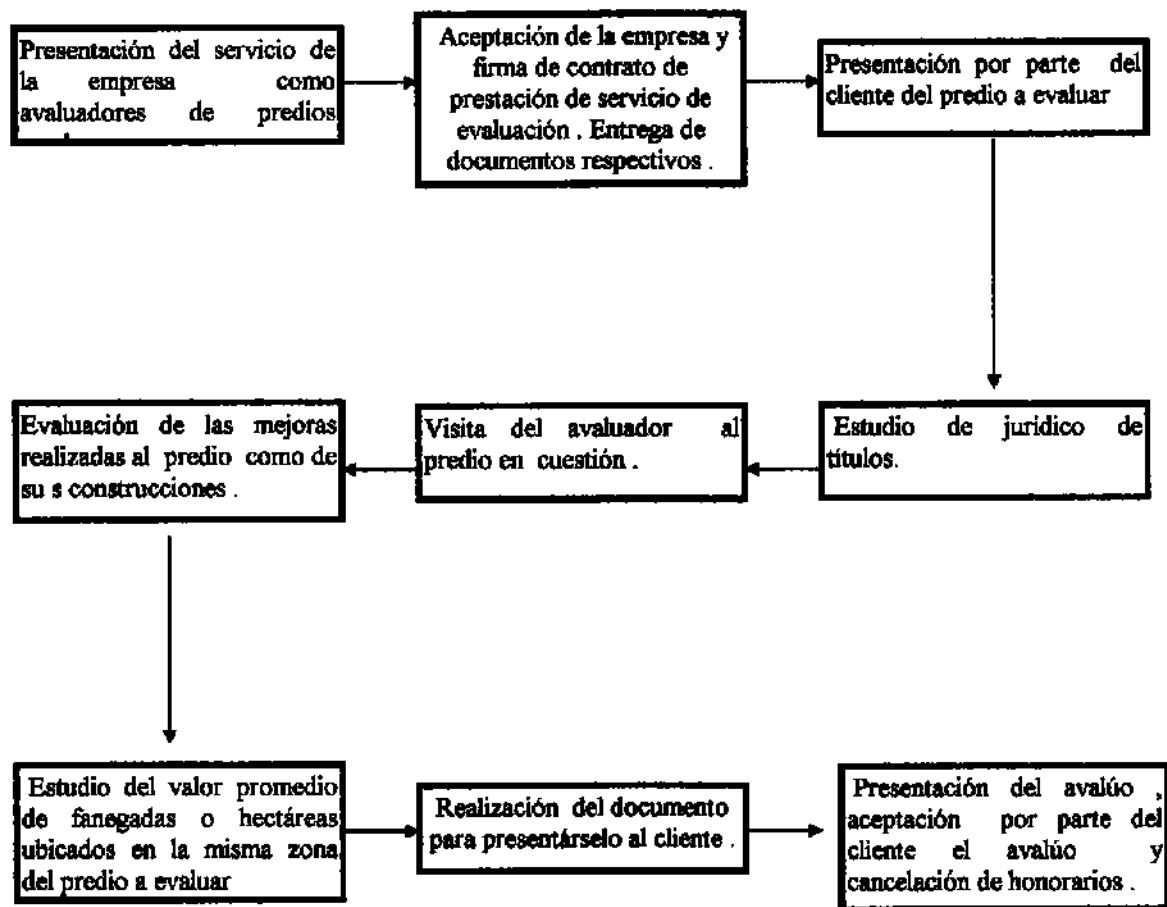 Presentación del servicio de
la empresa como
avaluadores de predios
Aceptación de la empresa y
firma de contrato de
prestación de servicio de
evaluación . Entrega de
documentos respectivos .
Presentación por parte del
cliente del predio a evaluar
Estudio de jurídico de
títulos.
Visita del avaluador al
predio en cuestión .
Evaluación de las mejoras
realizadas al predio como de
su s construcciones .
Estudio del valor promedio
de fanegadas o hectáreas
ubicados en la misma zona
del predio a evaluar
Realización del documento
para presentárselo al cliente .
Presentación del avalúo ,
aceptación por parte del
cliente el avalúo y
cancelación de honorarios .